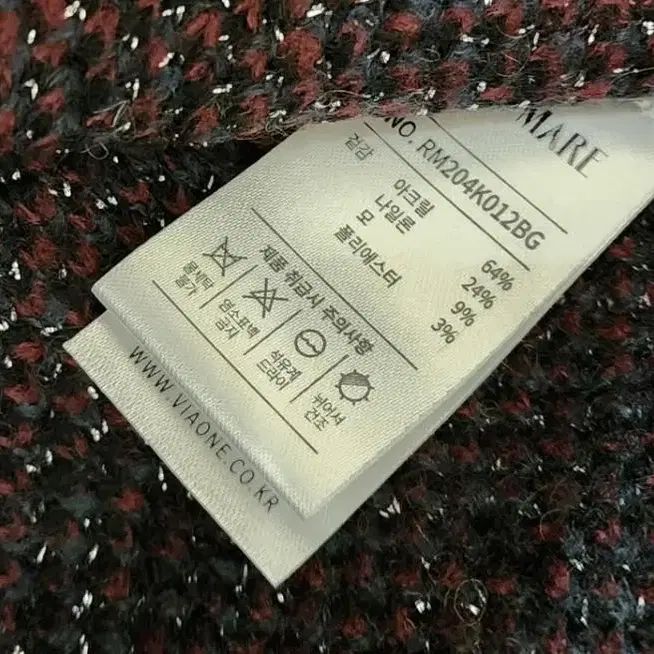 MARE
NO. RM204K012BG
겉감
아크릴 64%
나일론 24%
모 9%
폴리에스터 3%
제품 취급시 주의사항
물세탁 불가
염소표백 금지
석유계 드라이
뉘어서 건조
WWW.VIAONE.CO.KR